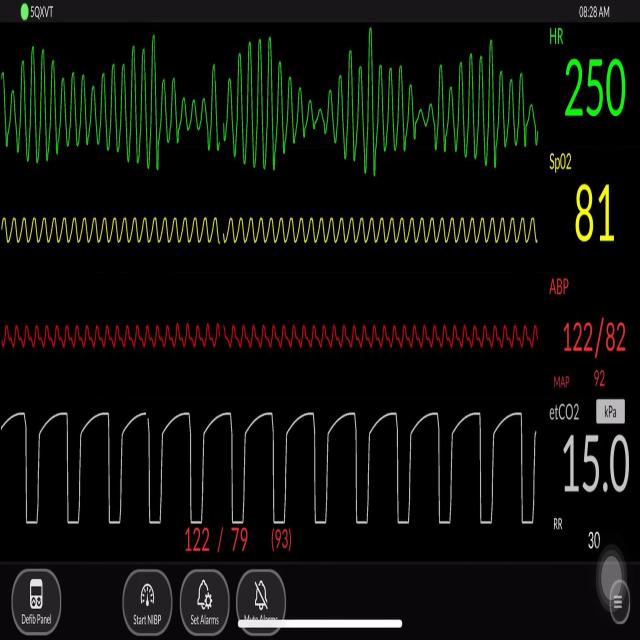 5QXVT
08:28 AM
HR
250
SpO2
81
ABP
122/82
MAP 92
etCO2 kPa
15.0
RR
30
122 / 79 (93)
Defib Panel
Start NIBP
Set Alarms
Mute Alarms